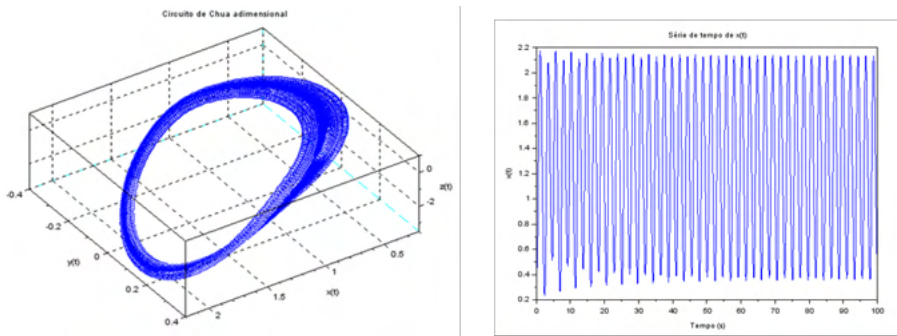 Circuito de Chua adimensional
0
-2
z(t)
-0.4
-0.2
0
0.2
0.4
y(t)
2
1.5
1
0.5
x(t)
Série de tempo de x(t)
2.2
2
1.8
1.6
1.4
1.2
1
0.8
0.6
0.4
0.2
x(t)
0 10 20 30 40 50 60 70 80 90 100
Tempo (s)